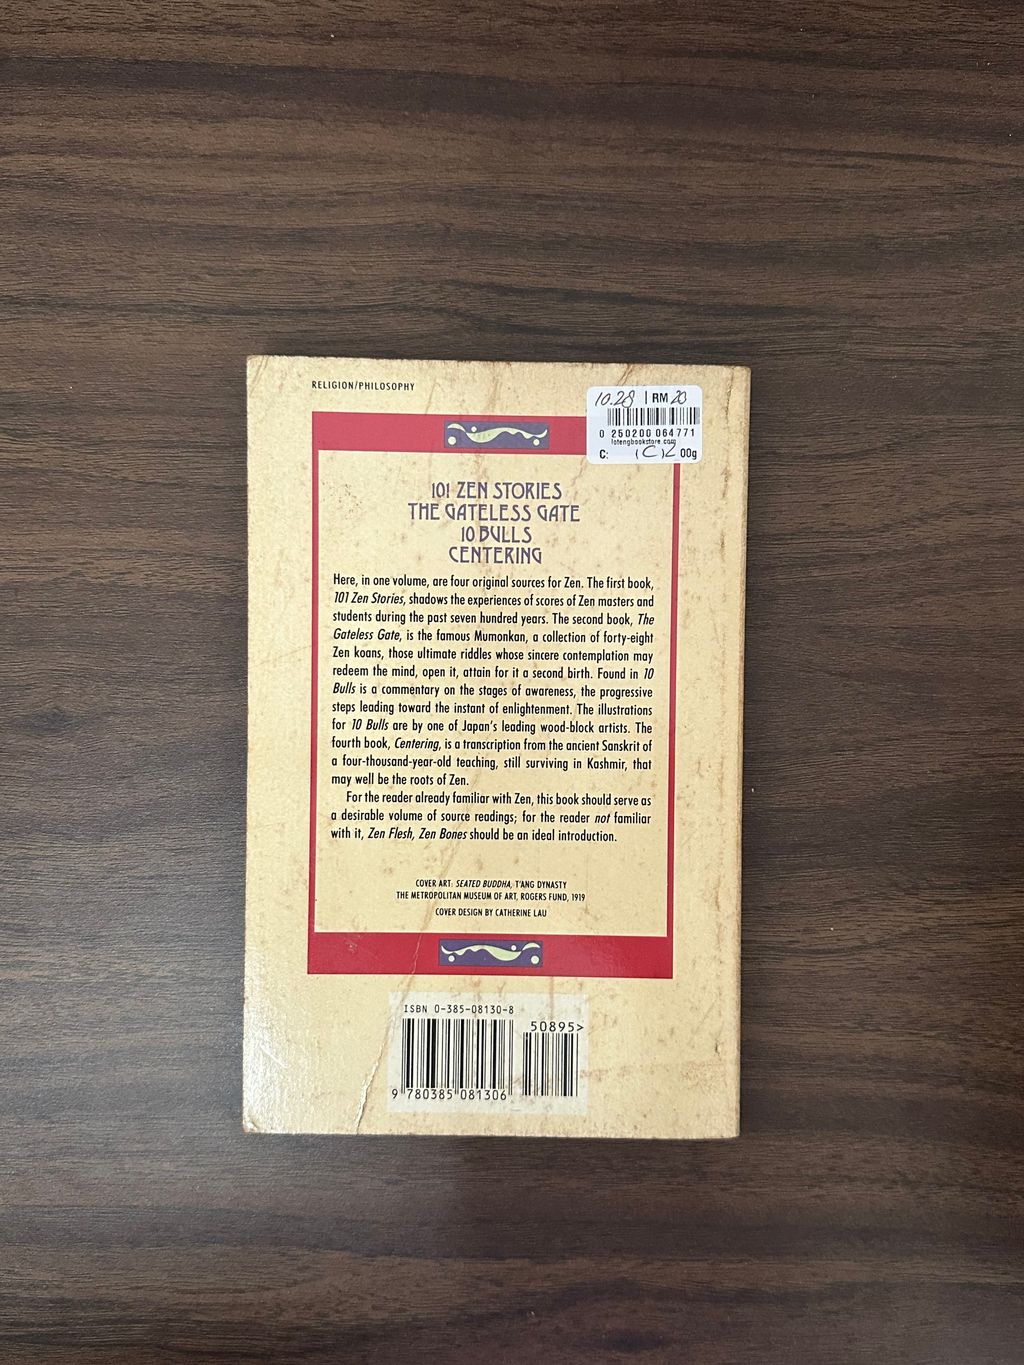 RELIGION/PHILOSOPHY
10.28 | RM 20
0 250200 064771
lotengbookstore.com
C: (C)2 00g
101 ZEN STORIES
THE GATELESS GATE
10 BULLS
CENTERING
Here, in one volume, are four original sources for Zen. The first book,
101 Zen Stories, shadows the experiences of scores of Zen masters and
students during the past seven hundred years. The second book, The
Gateless Gate, is the famous Mumonkan, a collection of forty-eight
Zen koans, those ultimate riddles whose sincere contemplation may
redeem the mind, open it, attain for it a second birth. Found in 10
Bulls is a commentary on the stages of awareness, the progressive
steps leading toward the instant of enlightenment. The illustrations
for 10 Bulls are by one of Japan's leading wood-block artists. The
fourth book, Centering, is a transcription from the ancient Sanskrit of
a four-thousand-year-old teaching, still surviving in Kashmir, that
may well be the roots of Zen.
For the reader already familiar with Zen, this book should serve as
a desirable volume of source readings; for the reader not familiar
with it, Zen Flesh, Zen Bones should be an ideal introduction.
COVER ART: SEATED BUDDHA, T'ANG DYNASTY
THE METROPOLITAN MUSEUM OF ART, ROGERS FUND, 1919
COVER DESIGN BY CATHERINE LAU
ISBN 0-385-08130-8
50895>
9 780385 081306